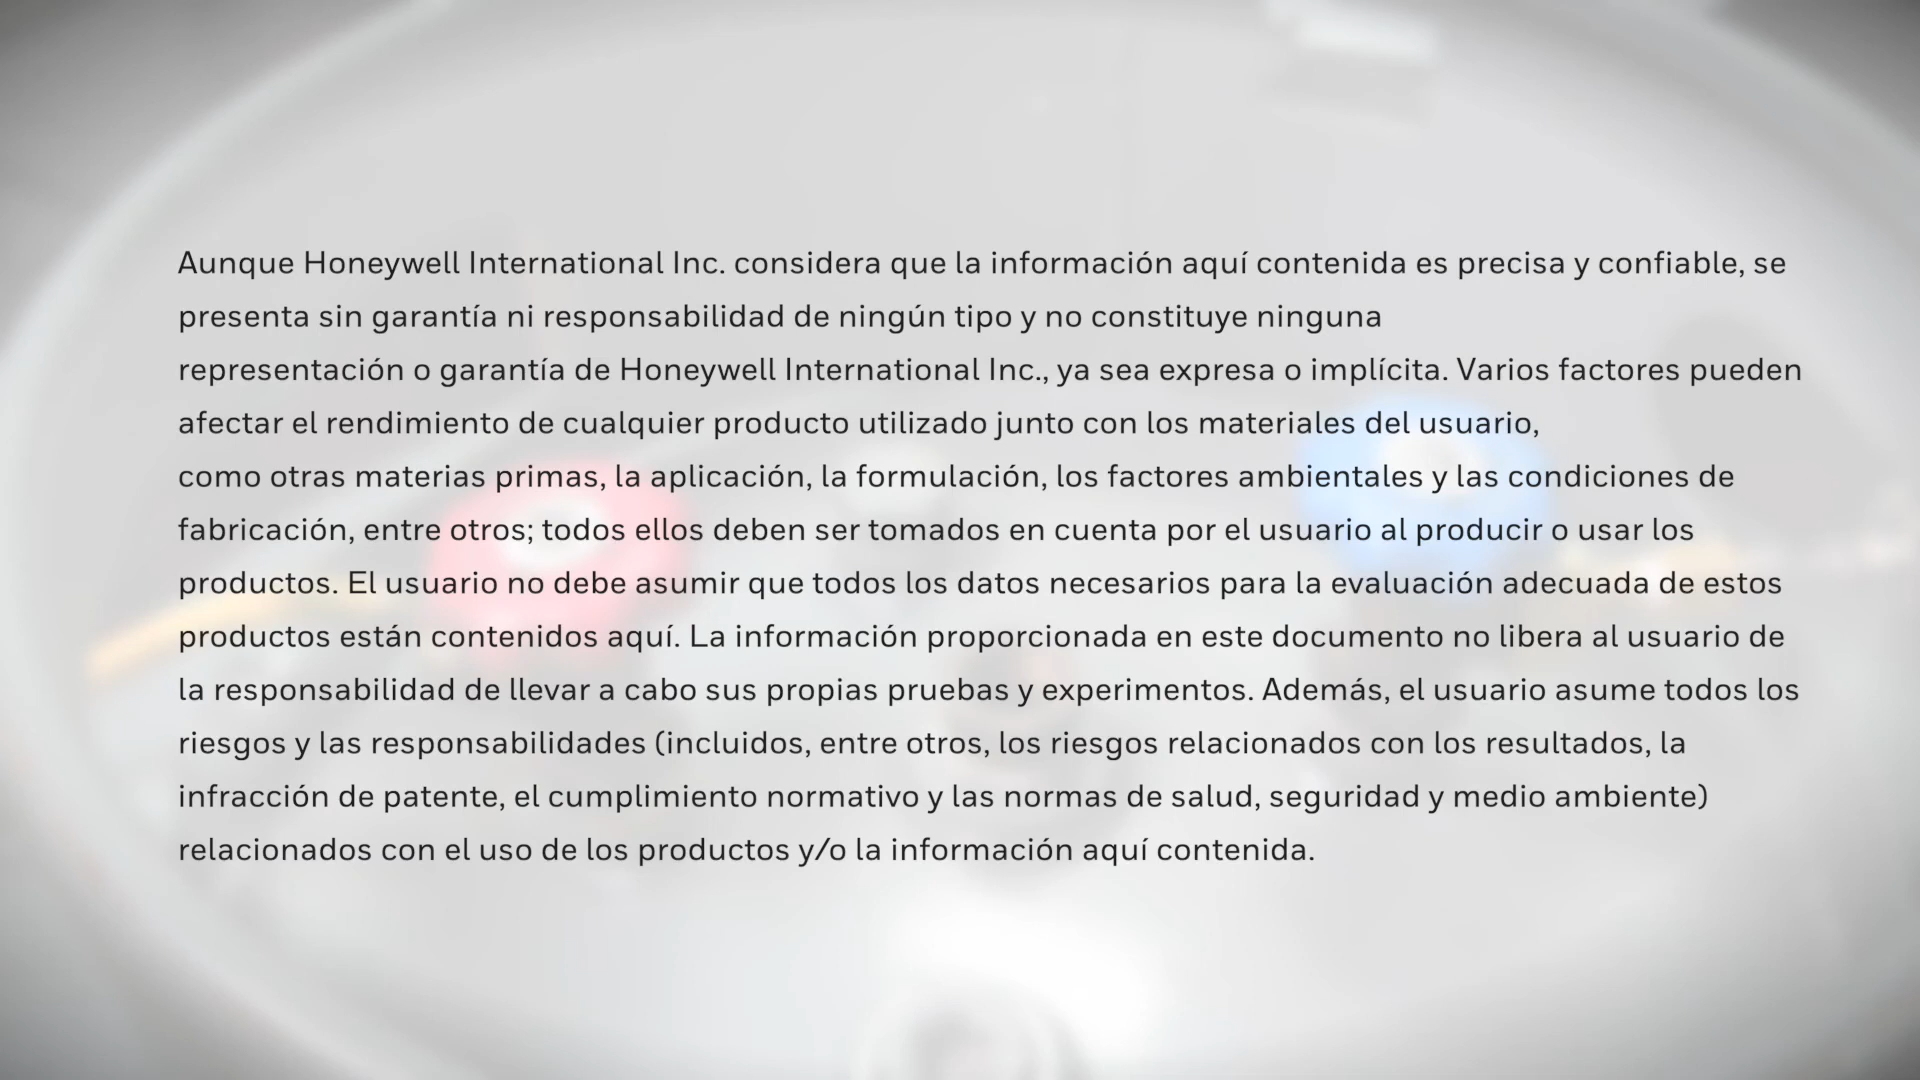 Aunque Honeywell International Inc. considera que la información aquí contenida es precisa y confiable, se
presenta sin garantía ni responsabilidad de ningún tipo y no constituye ninguna
representación o garantía de Honeywell International Inc., ya sea expresa o implícita. Varios factores pueden
afectar el rendimiento de cualquier producto utilizado junto con los materiales del usuario,
como otras materias primas, la aplicación, la formulación, los factores ambientales y las condiciones de
fabricación, entre otros; todos ellos deben ser tomados en cuenta por el usuario al producir o usar los
productos. El usuario no debe asumir que todos los datos necesarios para la evaluación adecuada de estos
productos están contenidos aquí. La información proporcionada en este documento no libera al usuario de
la responsabilidad de llevar a cabo sus propias pruebas y experimentos. Además, el usuario asume todos los
riesgos y las responsabilidades (incluidos, entre otros, los riesgos relacionados con los resultados, la
infracción de patente, el cumplimiento normativo y las normas de salud, seguridad y medio ambiente)
relacionados con el uso de los productos y/o la información aquí contenida.